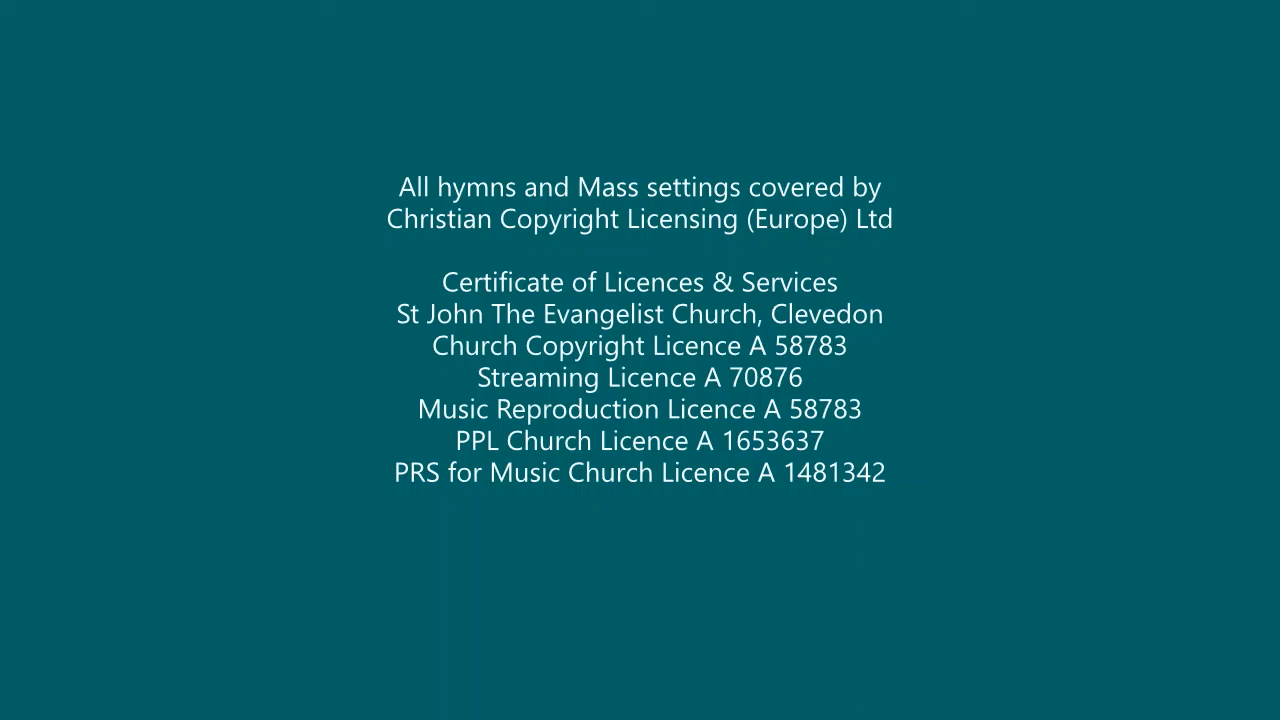 All hymns and Mass settings covered by
Christian Copyright Licensing (Europe) Ltd
Certificate of Licences & Services
St John The Evangelist Church, Clevedon
Church Copyright Licence A 58783
Streaming Licence A 70876
Music Reproduction Licence A 58783
PPL Church Licence A 1653637
PRS for Music Church Licence A 1481342